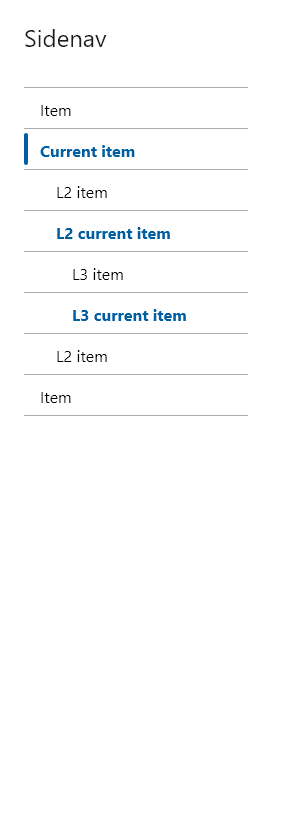 Sidenav
Item
Current item
L2 item
L2 current item
L3 item
L3 current item
L2 item
Item